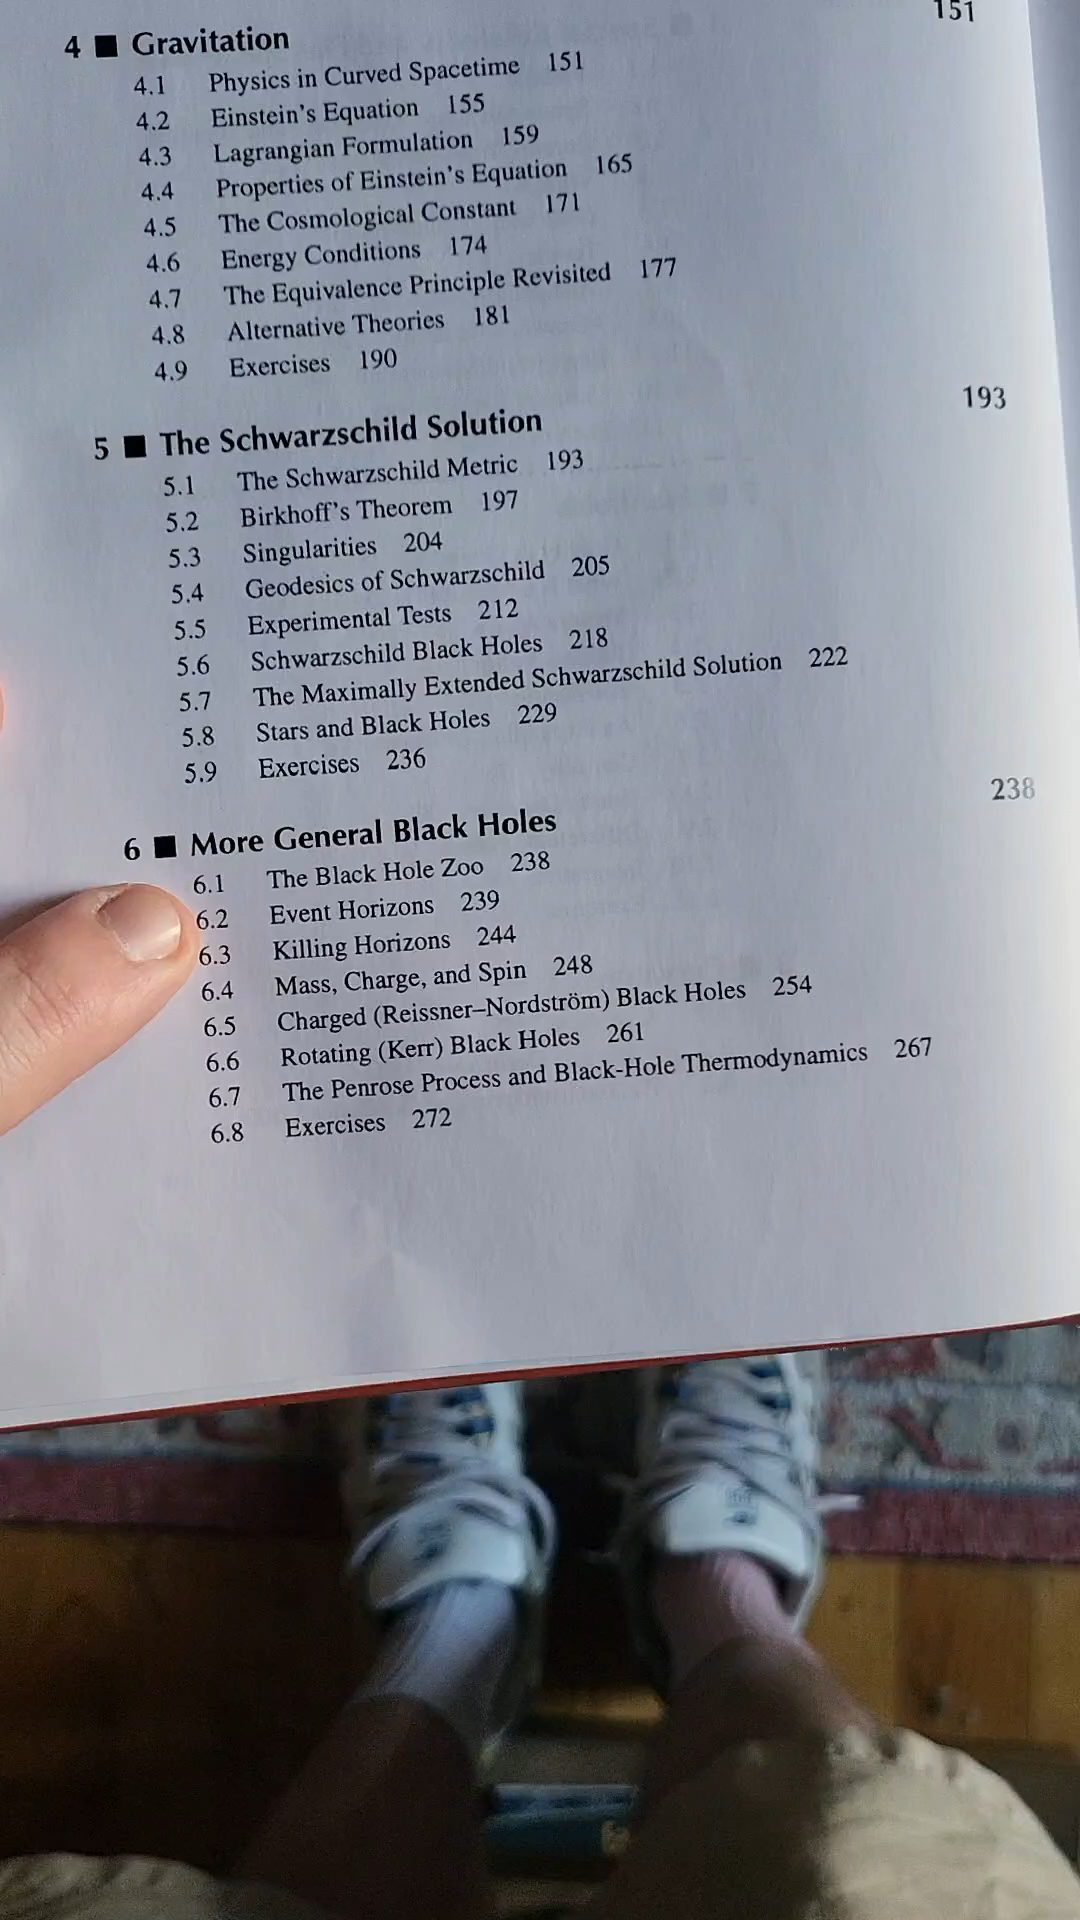 151
4 ■ Gravitation
4.1 Physics in Curved Spacetime 151
4.2 Einstein's Equation 155
4.3 Lagrangian Formulation 159
4.4 Properties of Einstein's Equation 165
4.5 The Cosmological Constant 171
4.6 Energy Conditions 174
4.7 The Equivalence Principle Revisited 177
4.8 Alternative Theories 181
4.9 Exercises 190
5 ■ The Schwarzschild Solution 193
5.1 The Schwarzschild Metric 193
5.2 Birkhoff's Theorem 197
5.3 Singularities 204
5.4 Geodesics of Schwarzschild 205
5.5 Experimental Tests 212
5.6 Schwarzschild Black Holes 218
5.7 The Maximally Extended Schwarzschild Solution 222
5.8 Stars and Black Holes 229
5.9 Exercises 236
6 ■ More General Black Holes 238
6.1 The Black Hole Zoo 238
6.2 Event Horizons 239
6.3 Killing Horizons 244
6.4 Mass, Charge, and Spin 248
6.5 Charged (Reissner–Nordström) Black Holes 254
6.6 Rotating (Kerr) Black Holes 261
6.7 The Penrose Process and Black-Hole Thermodynamics 267
6.8 Exercises 272